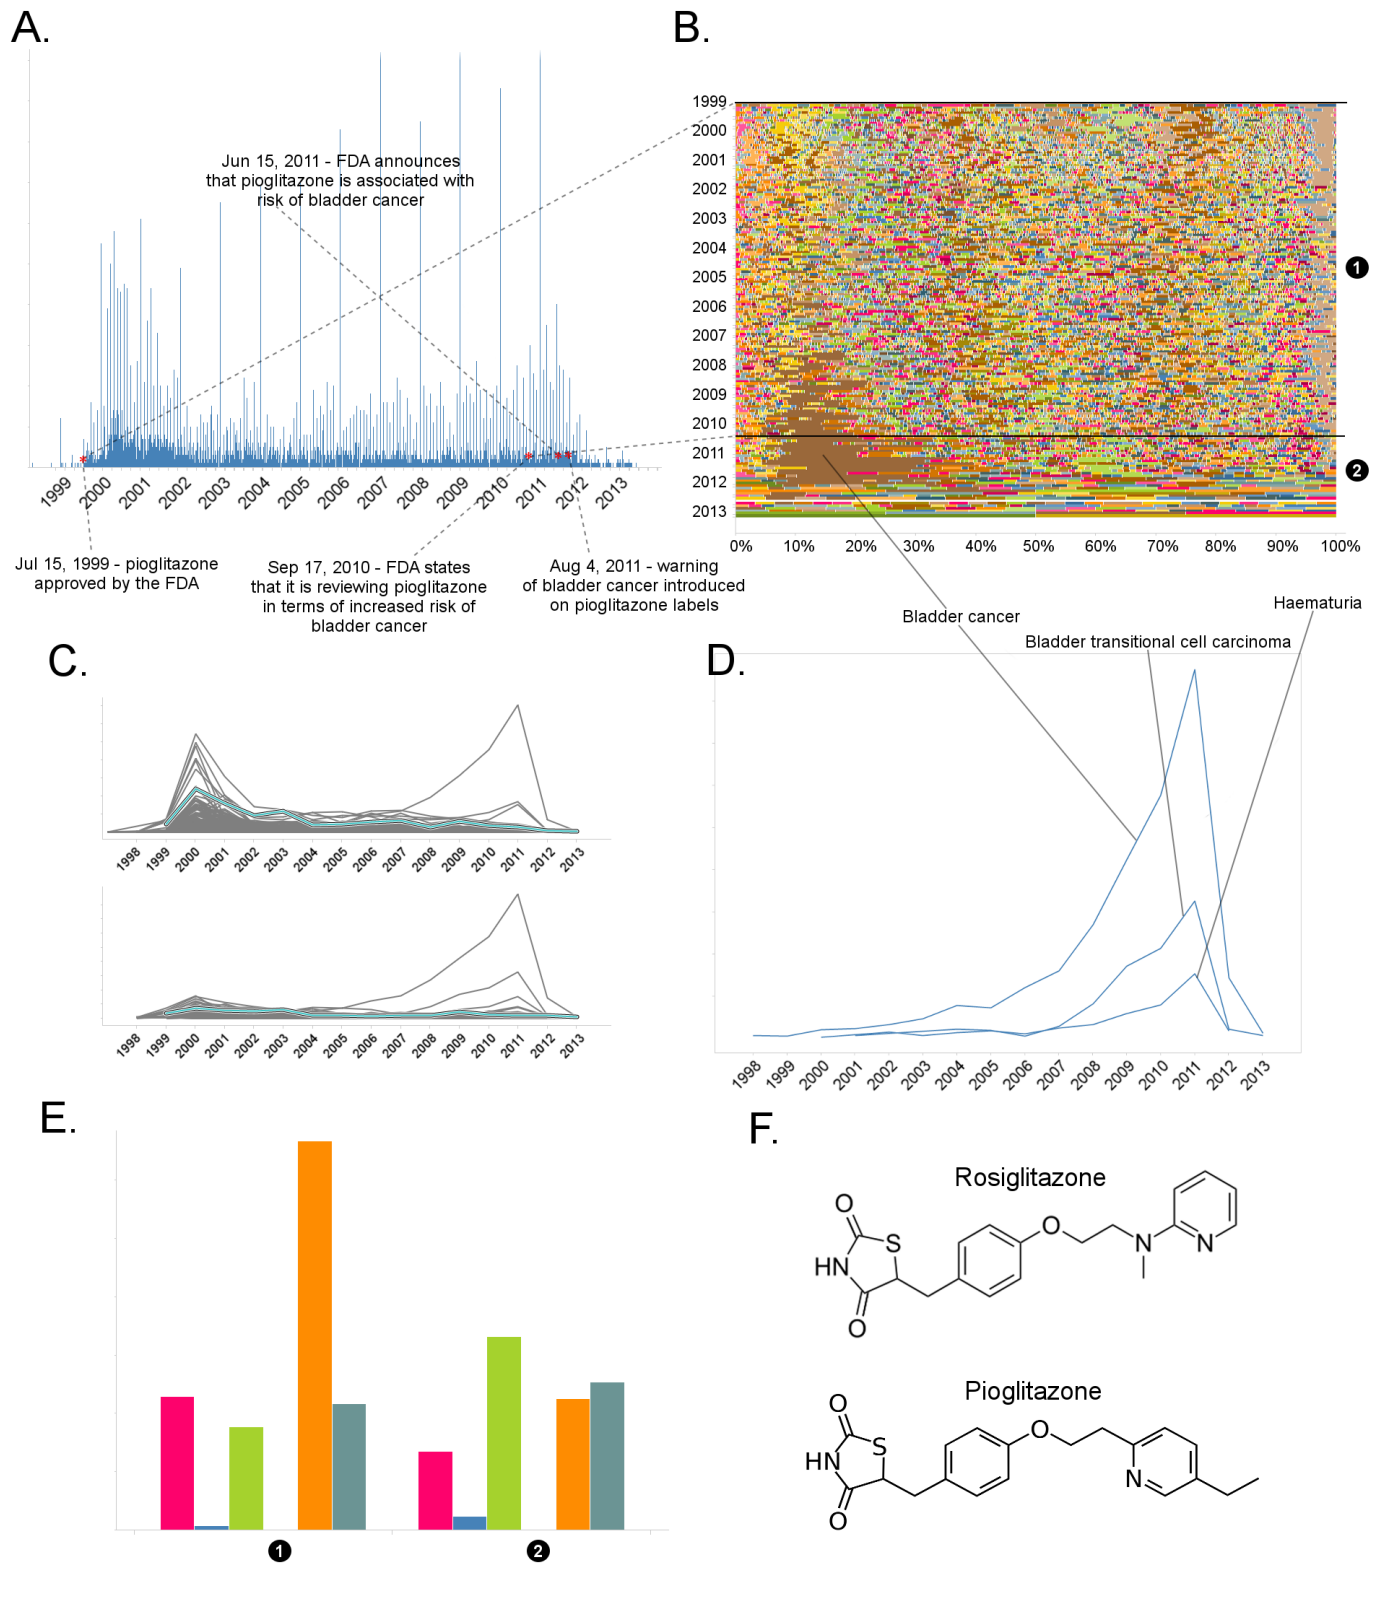 A.
Jun 15, 2011 - FDA announces
that pioglitazone is associated with
risk of bladder cancer
1999 2000 2001 2002 2003 2004 2005 2006 2007 2008 2009 2010 2011 2012 2013
Jul 15, 1999 - pioglitazone
approved by the FDA
Sep 17, 2010 - FDA states
that it is reviewing pioglitazone
in terms of increased risk of
bladder cancer
Aug 4, 2011 - warning
of bladder cancer introduced
on pioglitazone labels
B.
1999
2000
2001
2002
2003
2004
2005
2006
2007
2008
2009
2010
2011
2012
2013
1
2
0% 10% 20% 30% 40% 50% 60% 70% 80% 90% 100%
C.
1998 1999 2000 2001 2002 2003 2004 2005 2006 2007 2008 2009 2010 2011 2012 2013
1998 1999 2000 2001 2002 2003 2004 2005 2006 2007 2008 2009 2010 2011 2012 2013
D.
Bladder cancer
Haematuria
Bladder transitional cell carcinoma
1998 1999 2000 2001 2002 2003 2004 2005 2006 2007 2008 2009 2010 2011 2012 2013
E.
1 2
F.
Rosiglitazone
O
S
HN
O
O
N
N
Pioglitazone
O
S
HN
O
O
N